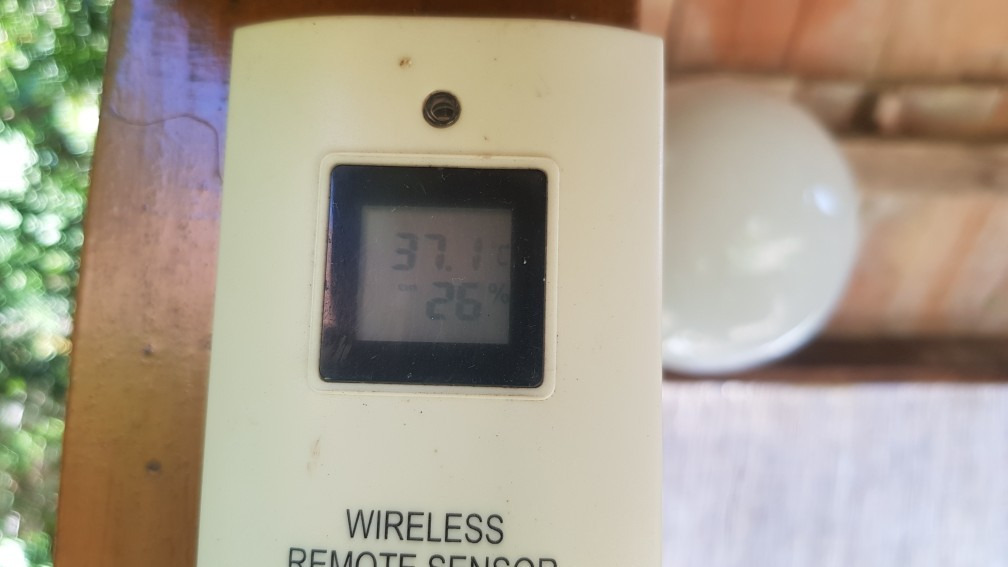 37.1°C
26%
WIRELESS
REMOTE SENSOR